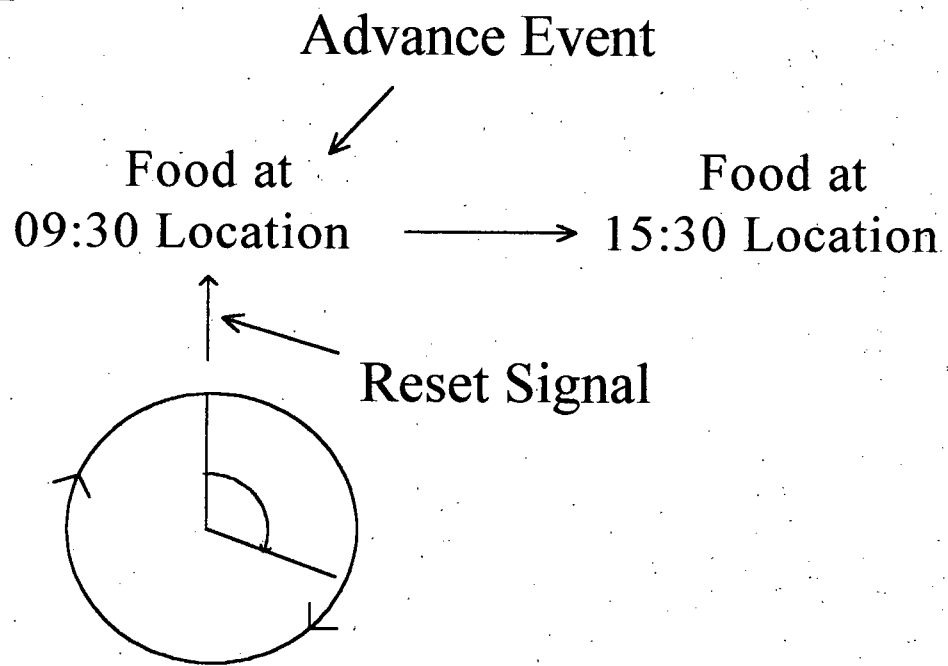 Advance Event
Food at
09:30 Location
Food at
15:30 Location
Reset Signal